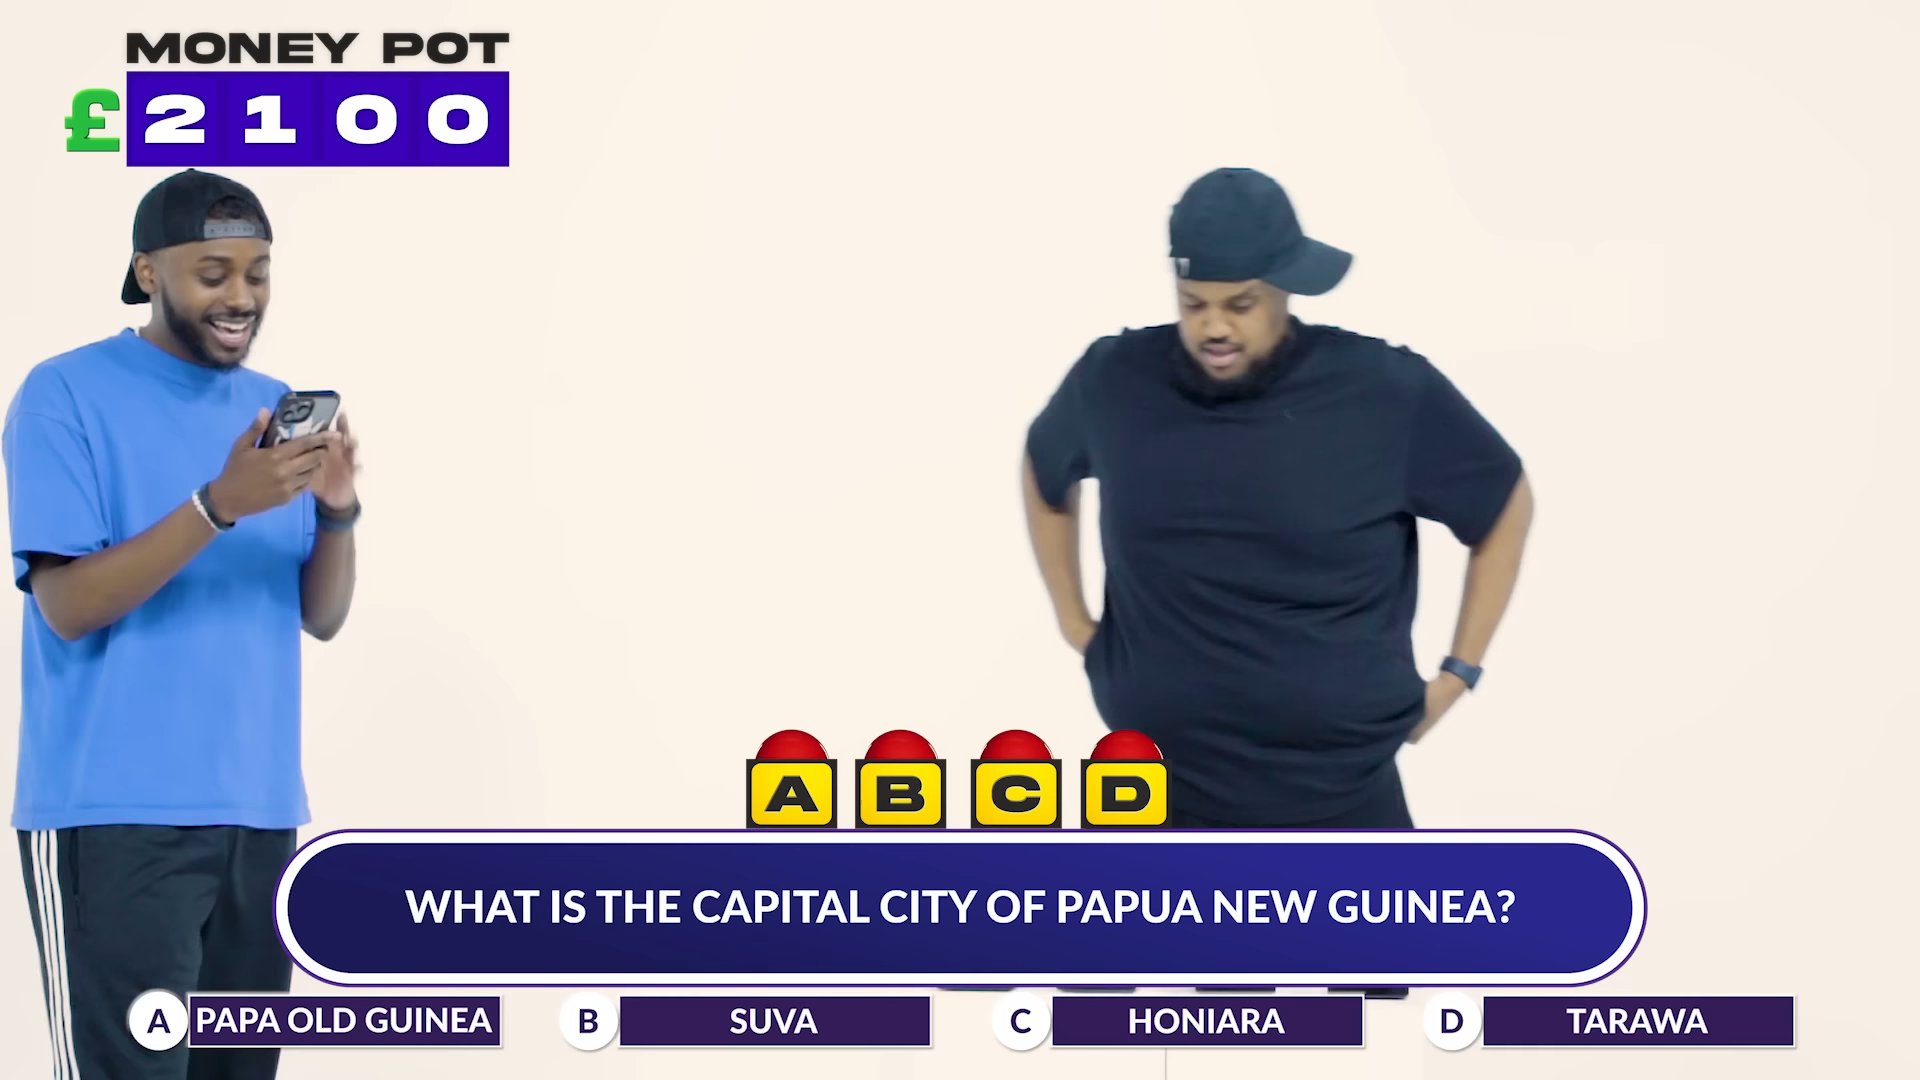 MONEY POT
£2100
A B C D
WHAT IS THE CAPITAL CITY OF PAPUA NEW GUINEA?
A PAPA OLD GUINEA
B SUVA
C HONIARA
D TARAWA